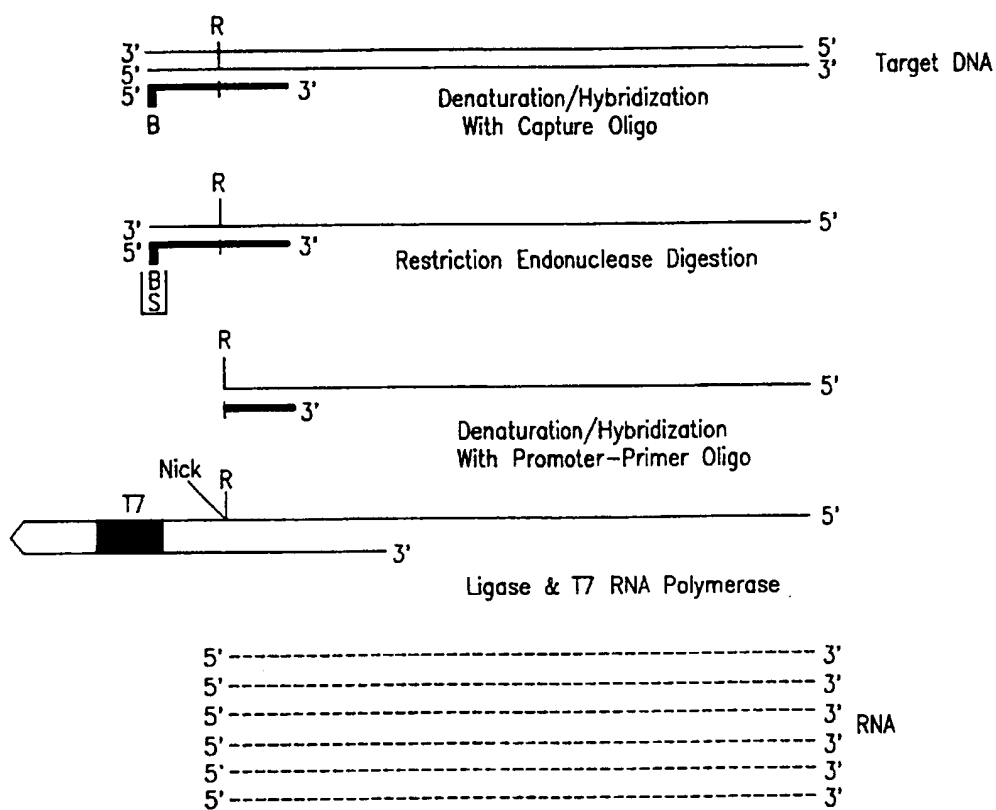 R
3' 5'
5' 3' Target DNA
5' 3' Denaturation/Hybridization
B With Capture Oligo
R
3' 5'
5' 3' Restriction Endonuclease Digestion
B
S
R
5'
3'
Denaturation/Hybridization
With Promoter-Primer Oligo
Nick R
T7
5'
3'
Ligase & T7 RNA Polymerase
5' 3'
5' 3'
5' 3' RNA
5' 3'
5' 3'
5' 3'